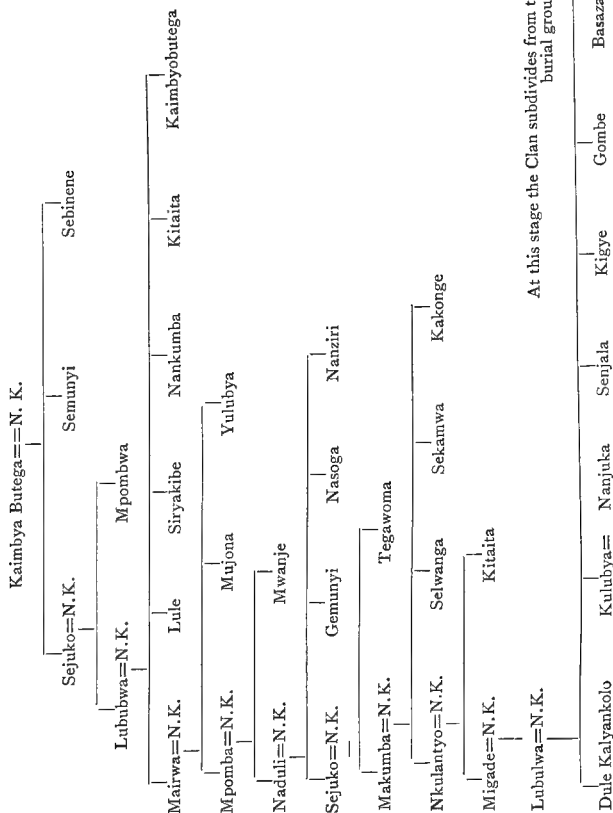 Kaimbya Butega==N. K.
Sejuko=N.K. Semunyi Sebinene
Lububwa=N.K. Mpombwa
Mairwa=N.K. Lule Siryakibe Nankumba Kitaita Kaimbyobutega
Mpomba=N.K. Mujona Yulubya
Naduli=N.K. Mwanje
Sejuko=N.K. Gemunyi Nasoga Nanziri
Makumba=N.K. Tegawoma
Nkulantyo=N.K. Selwanga Sekamwa Kakonge
Migade=N.K. Kitaita
Lubulwa=N.K.
At this stage the Clan subdivides from
burial
Dule Kalyankolo Kulubya= Nanjuka Senjala Kigye Gombe